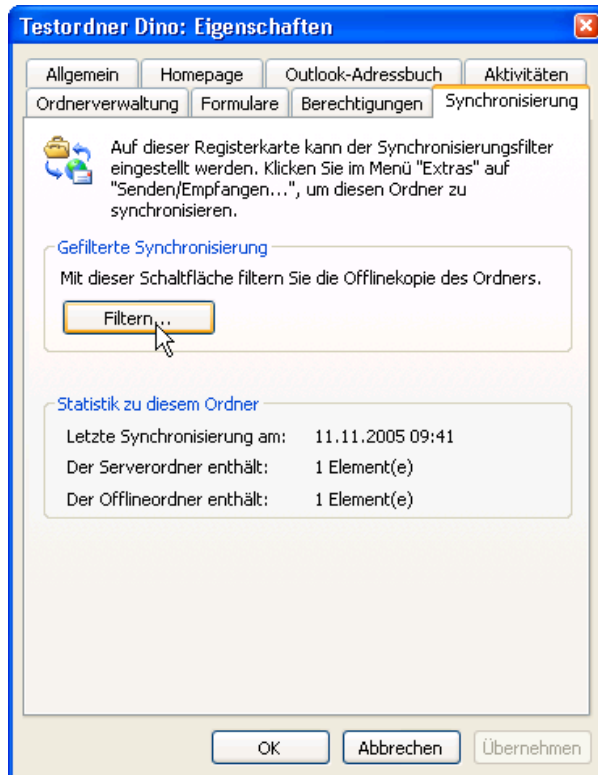 Testordner Dino: Eigenschaften
Allgemein Homepage Outlook-Adressbuch Aktivitäten
Ordnerverwaltung Formulare Berechtigungen Synchronisierung
Auf dieser Registerkarte kann der Synchronisierungsfilter
eingestellt werden. Klicken Sie im Menü "Extras" auf
"Senden/Empfangen...", um diesen Ordner zu
synchronisieren.
Gefilterte Synchronisierung
Mit dieser Schaltfläche filtern Sie die Offlinekopie des Ordners.
Filtern...
Statistik zu diesem Ordner
Letzte Synchronisierung am: 11.11.2005 09:41
Der Serverordner enthält: 1 Element(e)
Der Offlineordner enthält: 1 Element(e)
OK Abbrechen Übernehmen